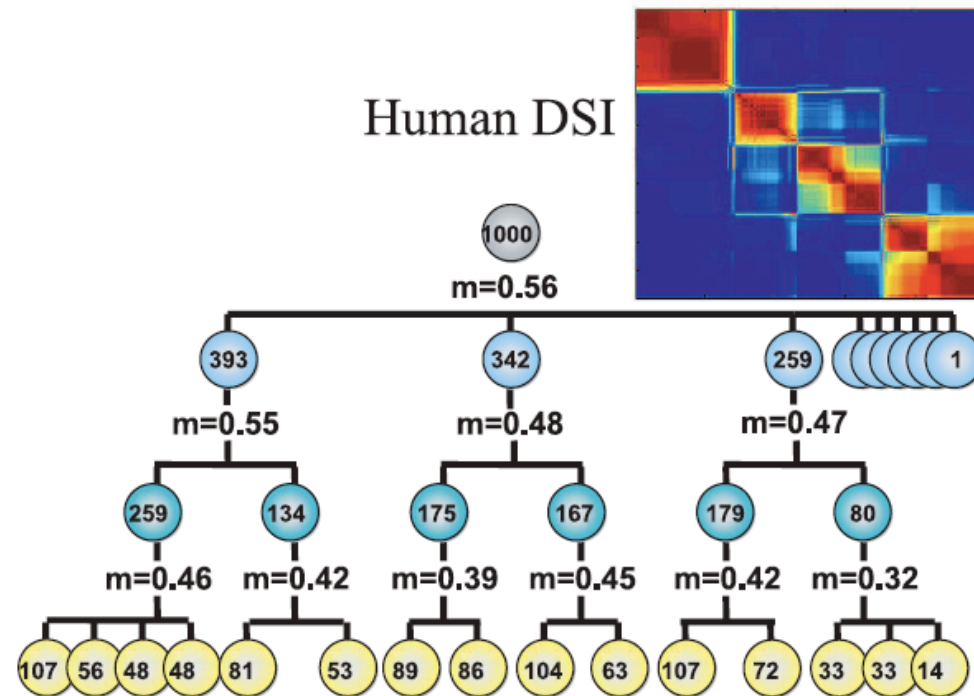 Human DSI
1000
m=0.56
393 342 259 1
m=0.55 m=0.48 m=0.47
259 134 175 167 179 80
m=0.46 m=0.42 m=0.39 m=0.45 m=0.42 m=0.32
107 56 48 48 81 53 89 86 104 63 107 72 33 33 14